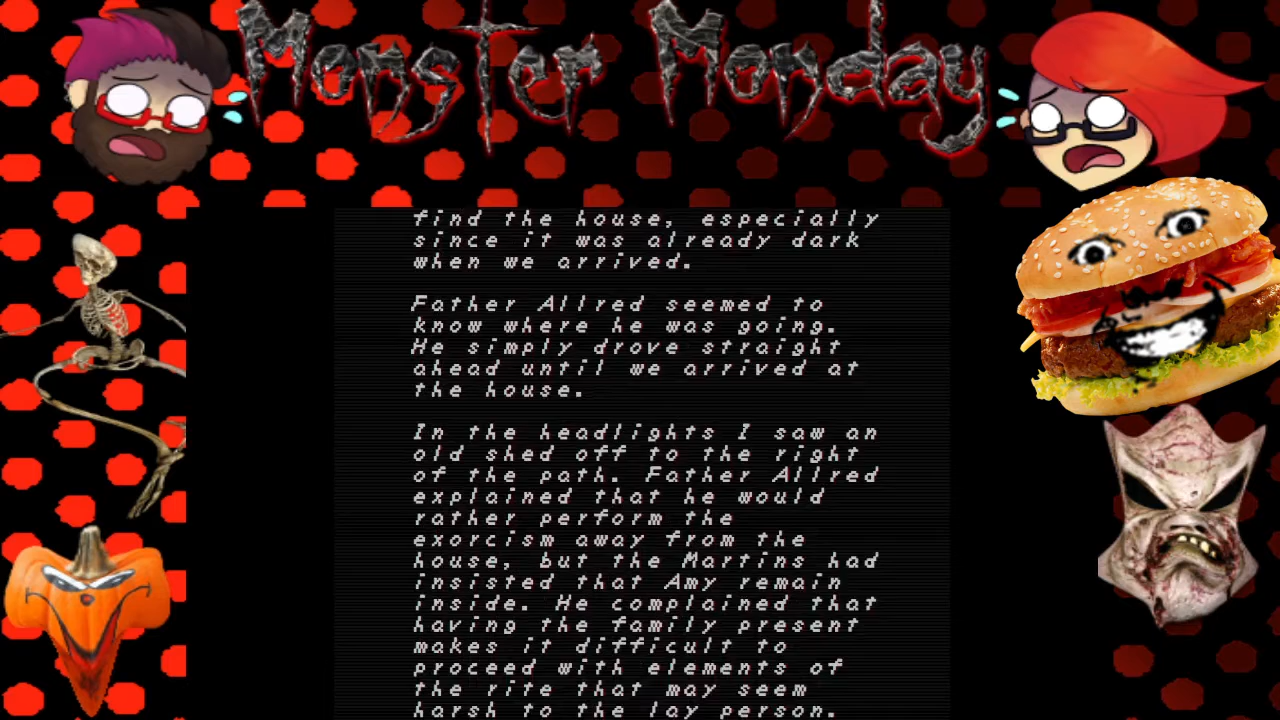 Monster Monday
find the house, especially
since it was already dark
when we arrived.
Father Allred seemed to
know where he was going.
He simply drove straight
ahead until we arrived at
the house.
In the headlights I saw an
old shed off to the right
of the path. Father Allred
explained that he would
rather perform the
exorcism away from the
house, but the Martins had
insisted that Amy remain
inside. He complained that
having the family present
makes it difficult to
proceed with elements of
the rite that may seem
harsh to the lay person.